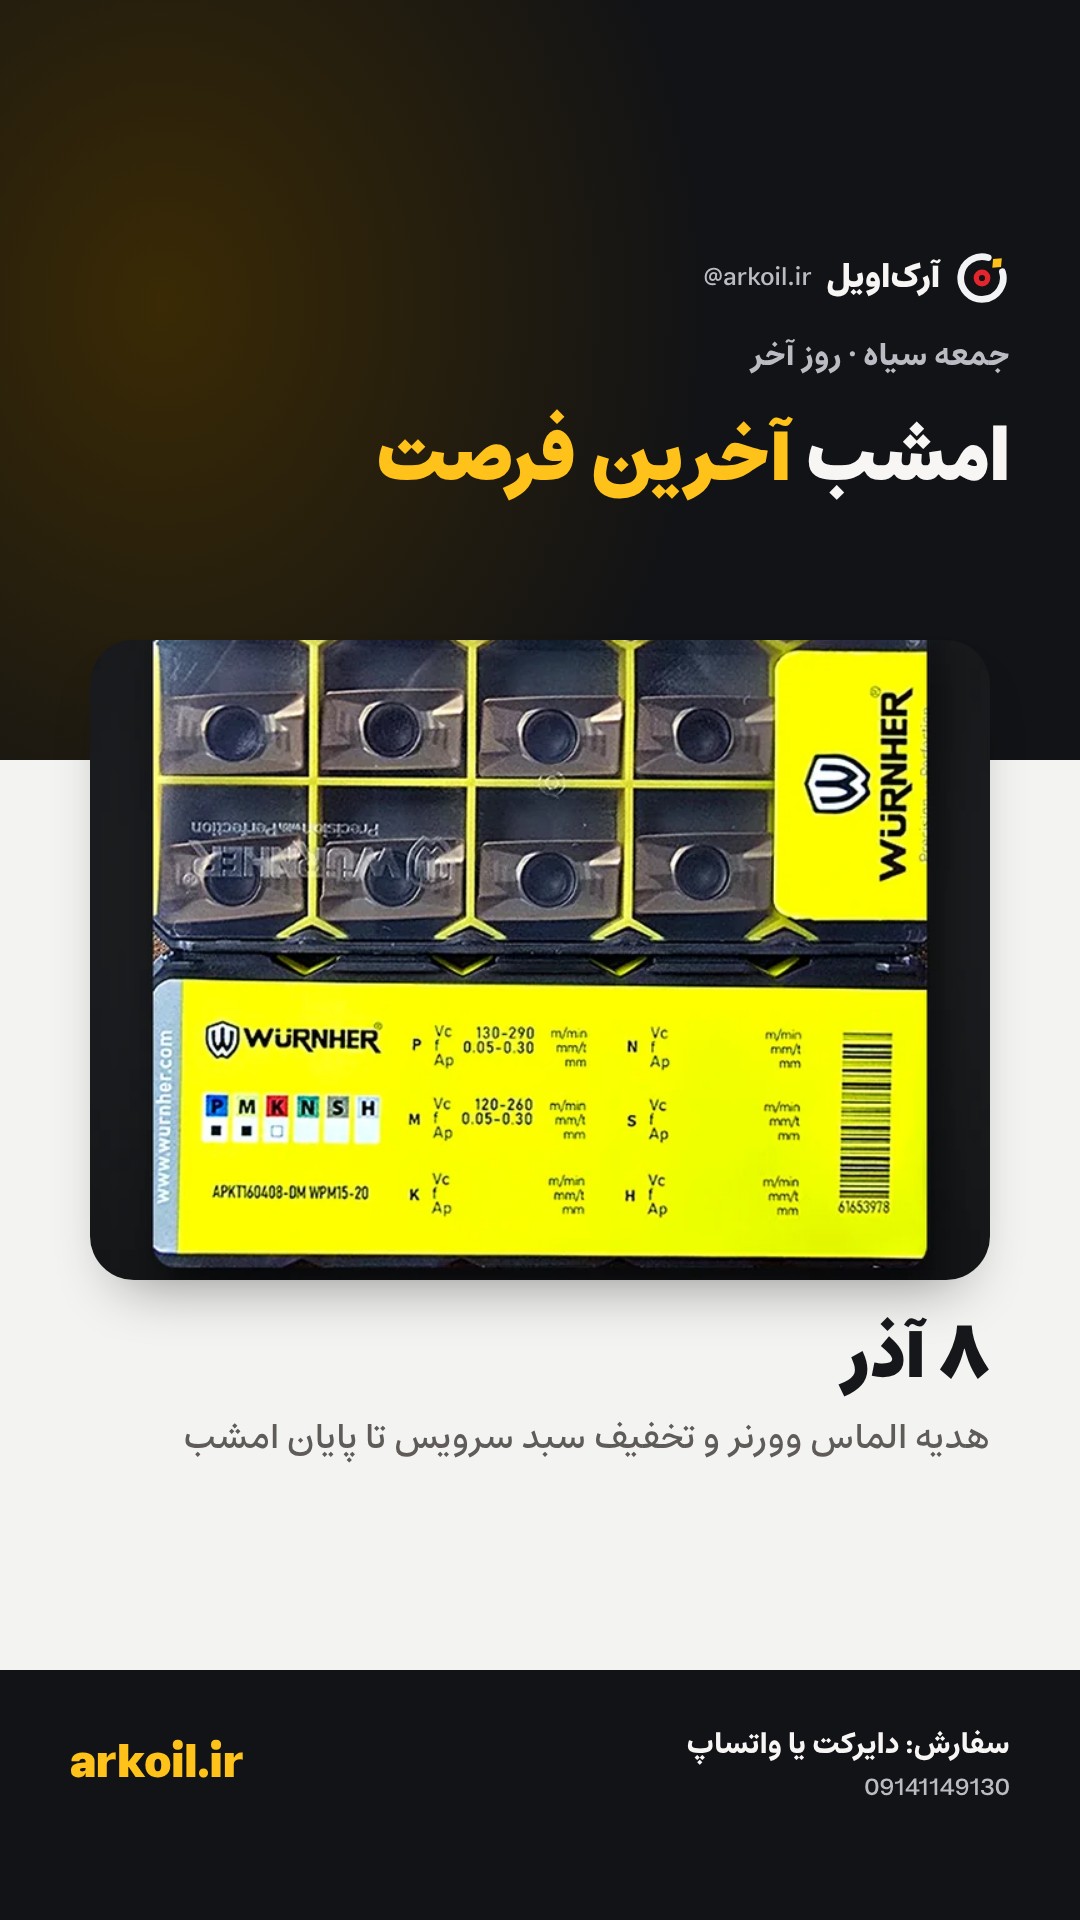 آرک‌اویل @arkoil.ir
جمعه سیاه · روز آخر
امشب آخرین فرصت
WÜRNHER
Precision with Perfection
WÜRNHER
www.wurnher.com
WÜRNHER
P M K N S H
APKT160408-DM WPM15-20
P Vc 130-290 m/min
f 0.05-0.30 mm/t
Ap mm
M Vc 120-260 m/min
f 0.05-0.30 mm/t
Ap mm
K Vc m/min
f mm/t
Ap mm
N Vc m/min
f mm/t
Ap mm
S Vc m/min
f mm/t
Ap mm
H Vc m/min
f mm/t
Ap mm
61653978
۸ آذر
هدیه الماس وورنر و تخفیف سبد سرویس تا پایان امشب
سفارش: دایرکت یا واتساپ
09141149130
arkoil.ir